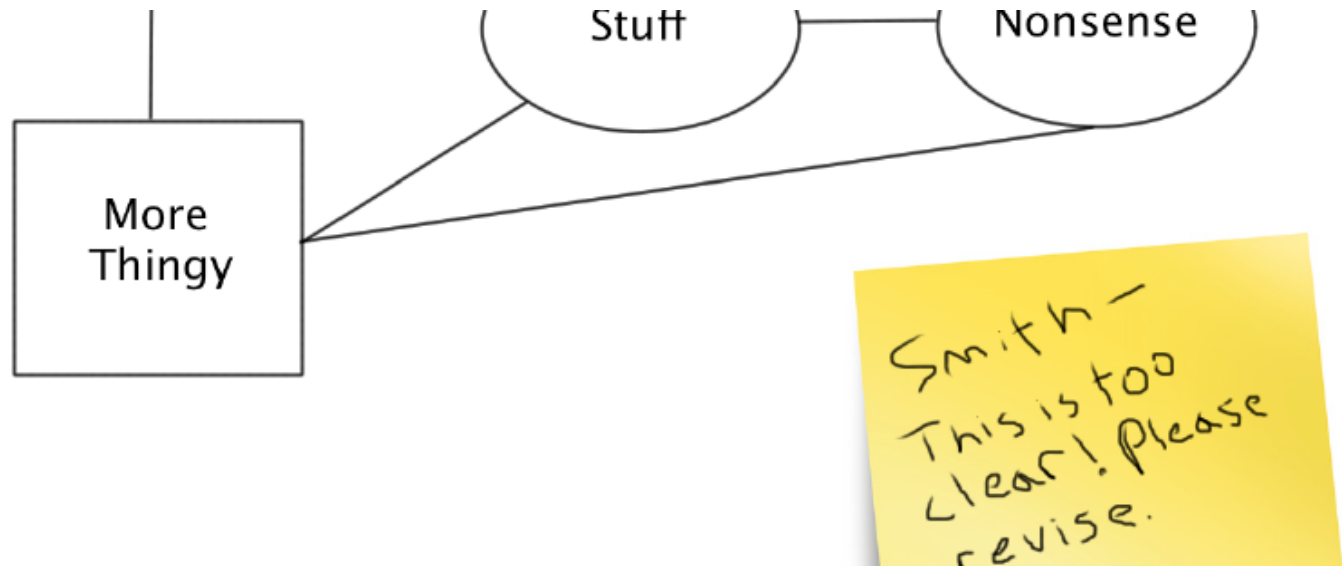 Stuff
Nonsense
More
Thingy
Smith—
This is too
clear! Please
revise.